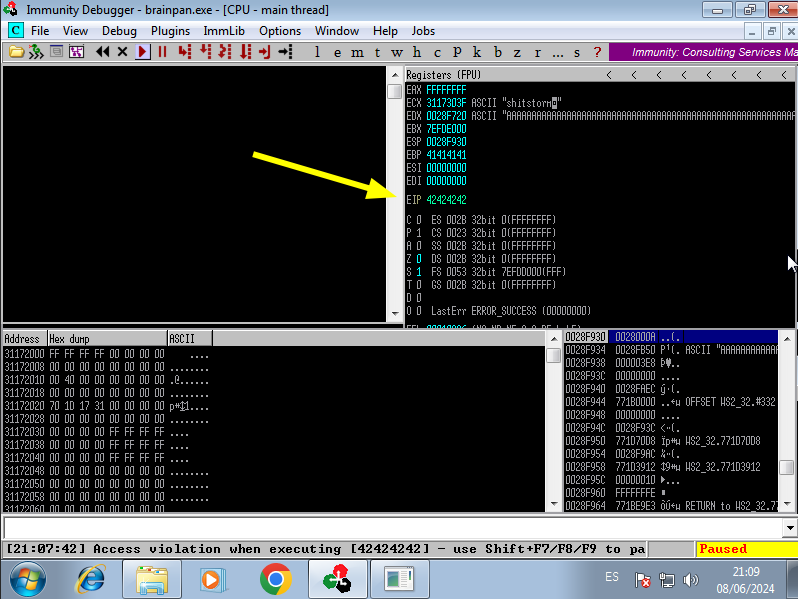 Immunity Debugger - brainpan.exe - [CPU - main thread]
C File View Debug Plugins ImmLib Options Window Help Jobs
l e m t w h c P k b z r ... s ? Immunity: Consulting Services Ma
Registers (FPU) < < < < < < < <
EAX FFFFFFFF
ECX 3117303F ASCII "shitstorm
EDX 0028F720 ASCII "AAAAAAAAAAAAAAAAAAAAAAAAAAAAAAAAAAAAAAAAAAAAA
EBX 7EFDE000
ESP 0028F930
EBP 41414141
ESI 00000000
EDI 00000000
EIP 42424242
C 0 ES 002B 32bit 0(FFFFFFFF)
P 1 CS 0023 32bit 0(FFFFFFFF)
A 0 SS 002B 32bit 0(FFFFFFFF)
Z 0 DS 002B 32bit 0(FFFFFFFF)
S 1 FS 0053 32bit 7EFDD000(FFF)
T 0 GS 002B 32bit 0(FFFFFFFF)
D 0
O 0 LastErr ERROR_SUCCESS (00000000)
Address Hex dump ASCII
31172000 FF FF FF FF 00 00 00 00 ....
31172008 00 00 00 00 00 00 00 00 ........
31172010 00 40 00 00 00 00 00 00 .@......
31172018 00 00 00 00 00 00 00 00 ........
31172020 70 1D 17 31 00 00 00 00
31172028 00 00 00 00 00 00 00 00 ........
31172030 00 00 00 00 FF FF FF FF ....
31172038 00 00 00 00 FF FF FF FF ....
31172040 00 00 00 00 FF FF FF FF ....
31172048 00 00 00 00 00 00 00 00 ........
31172050 00 00 00 00 00 00 00 00 ........
31172058 00 00 00 00 00 00 00 00 ........
31172060 00 00 00 00 00 00 00 00 ........
0028F930 0028000A ..(.
0028F934 0028FB50 ASCII "AAAAAAAAAAAA
0028F938 000003E8
0028F93C 00000000 ....
0028F940 0028FAEC
0028F944 771B0000 OFFSET WS2_32.#332
0028F948 00000000 ....
0028F94C 0028F93C
0028F950 771D70D8 WS2_32.771D70D8
0028F954 0028F9AC
0028F958 771D3912 WS2_32.771D3912
0028F95C 00000010
0028F960 FFFFFFFE
0028F964 771BE9E3 RETURN to WS2_32.77
[21:07:42] Access violation when executing [42424242] - use Shift+F7/F8/F9 to pa
Paused
ES
21:09
08/06/2024